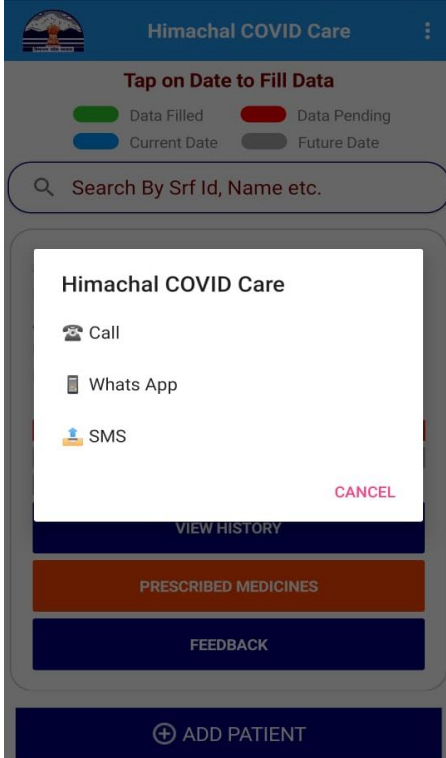 Himachal COVID Care
Tap on Date to Fill Data
Data Filled
Data Pending
Current Date
Future Date
Search By Srf Id, Name etc.
Himachal COVID Care
Call
Whats App
SMS
CANCEL
VIEW HISTORY
PRESCRIBED MEDICINES
FEEDBACK
ADD PATIENT